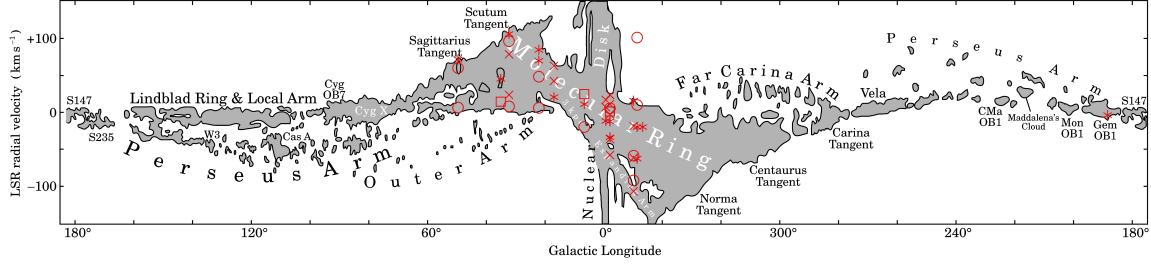 Scutum
Tangent
Sagittarius
Tangent
Disk
Perseus Arm
Molecular Ring
Far Carina Arm
Cyg
OB7
Vela
LSR radial velocity (km s⁻¹)
+100
0
−100
S147
S235
Lindblad Ring & Local Arm
Cyg X
W3
Cas A
Perseus Arm
Outer Arm
Nuclear
Carina
Tangent
Centaurus
Tangent
Norma
Tangent
CMa
OB1
Maddalena's
Cloud
Mon
OB1
Gem
OB1
S147
180°
120°
60°
0°
300°
240°
180°
Galactic Longitude